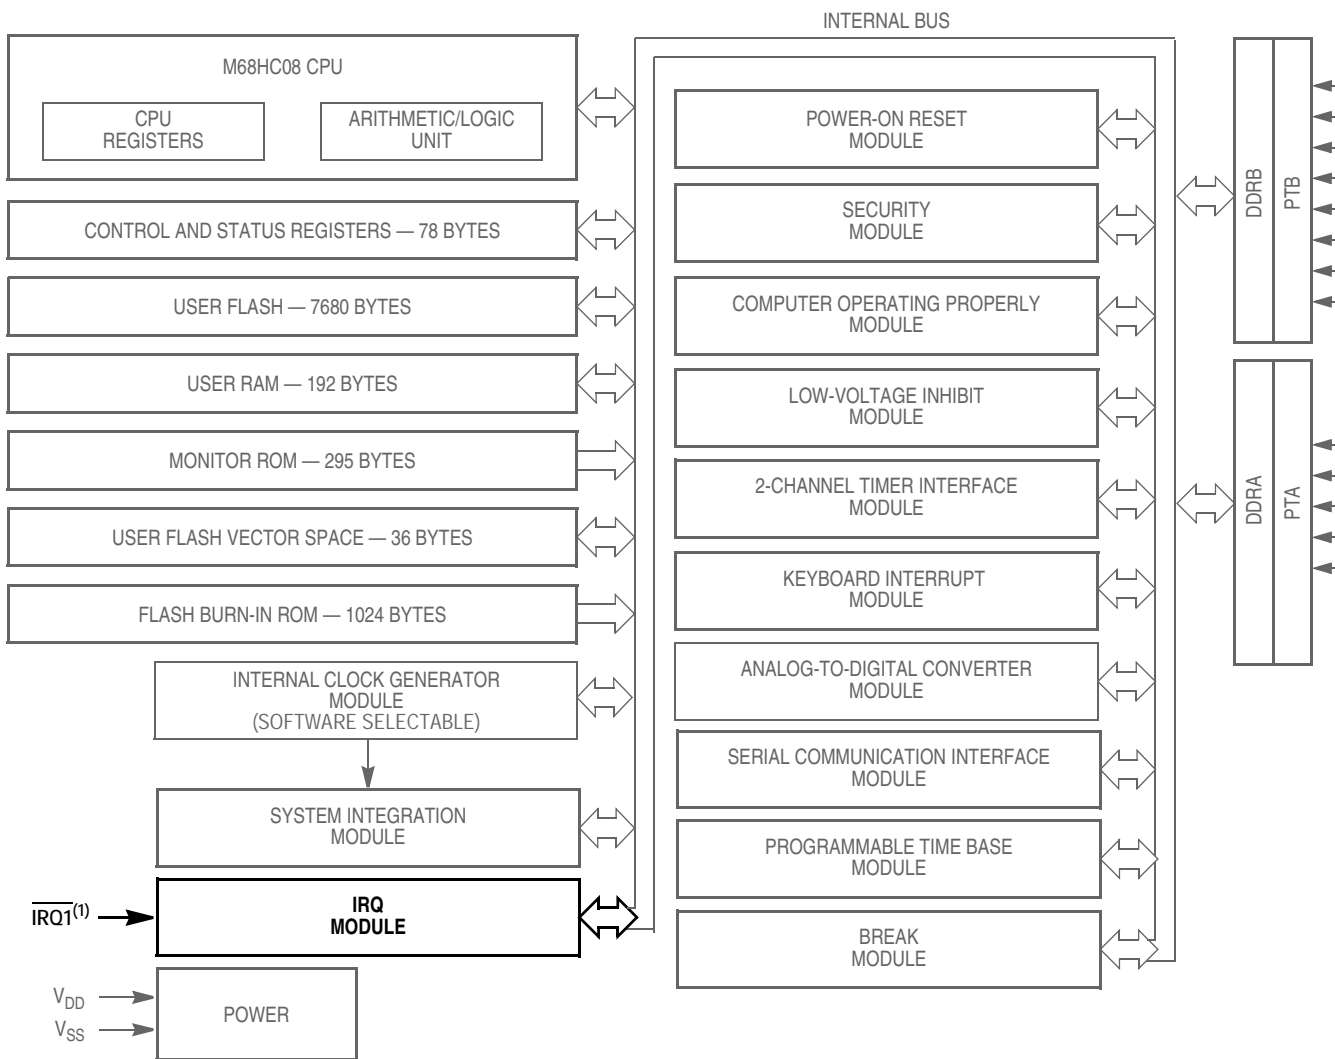 INTERNAL BUS
M68HC08 CPU
CPU
REGISTERS
ARITHMETIC/LOGIC
UNIT
CONTROL AND STATUS REGISTERS — 78 BYTES
USER FLASH — 7680 BYTES
USER RAM — 192 BYTES
MONITOR ROM — 295 BYTES
USER FLASH VECTOR SPACE — 36 BYTES
FLASH BURN-IN ROM — 1024 BYTES
INTERNAL CLOCK GENERATOR
MODULE
(SOFTWARE SELECTABLE)
SYSTEM INTEGRATION
MODULE
IRQ1(1)
IRQ
MODULE
VDD
VSS
POWER
POWER-ON RESET
MODULE
SECURITY
MODULE
COMPUTER OPERATING PROPERLY
MODULE
LOW-VOLTAGE INHIBIT
MODULE
2-CHANNEL TIMER INTERFACE
MODULE
KEYBOARD INTERRUPT
MODULE
ANALOG-TO-DIGITAL CONVERTER
MODULE
SERIAL COMMUNICATION INTERFACE
MODULE
PROGRAMMABLE TIME BASE
MODULE
BREAK
MODULE
DDRB
PTB
DDRA
PTA